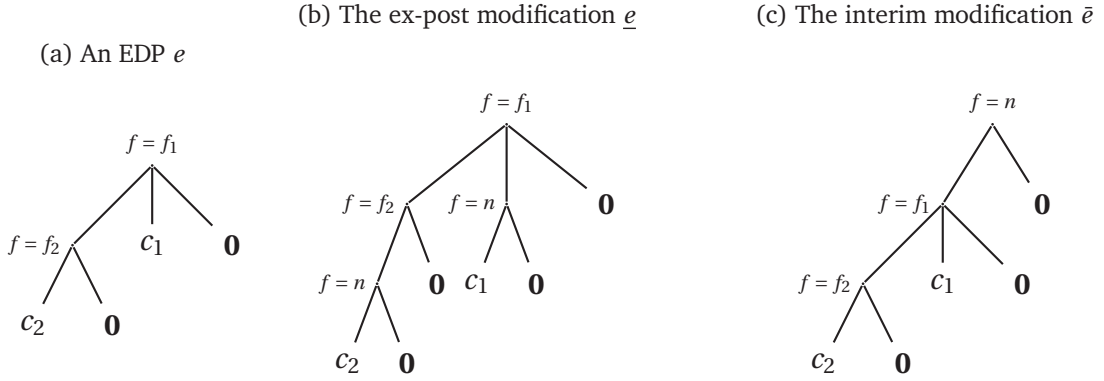 (a) An EDP e
f = f₁
f = f₂
c₁
0
c₂
0
(b) The ex-post modification e̲
f = f₁
f = f₂
f = n
0
f = n
0
c₁
0
c₂
0
(c) The interim modification ē
f = n
f = f₁
0
f = f₂
c₁
0
c₂
0